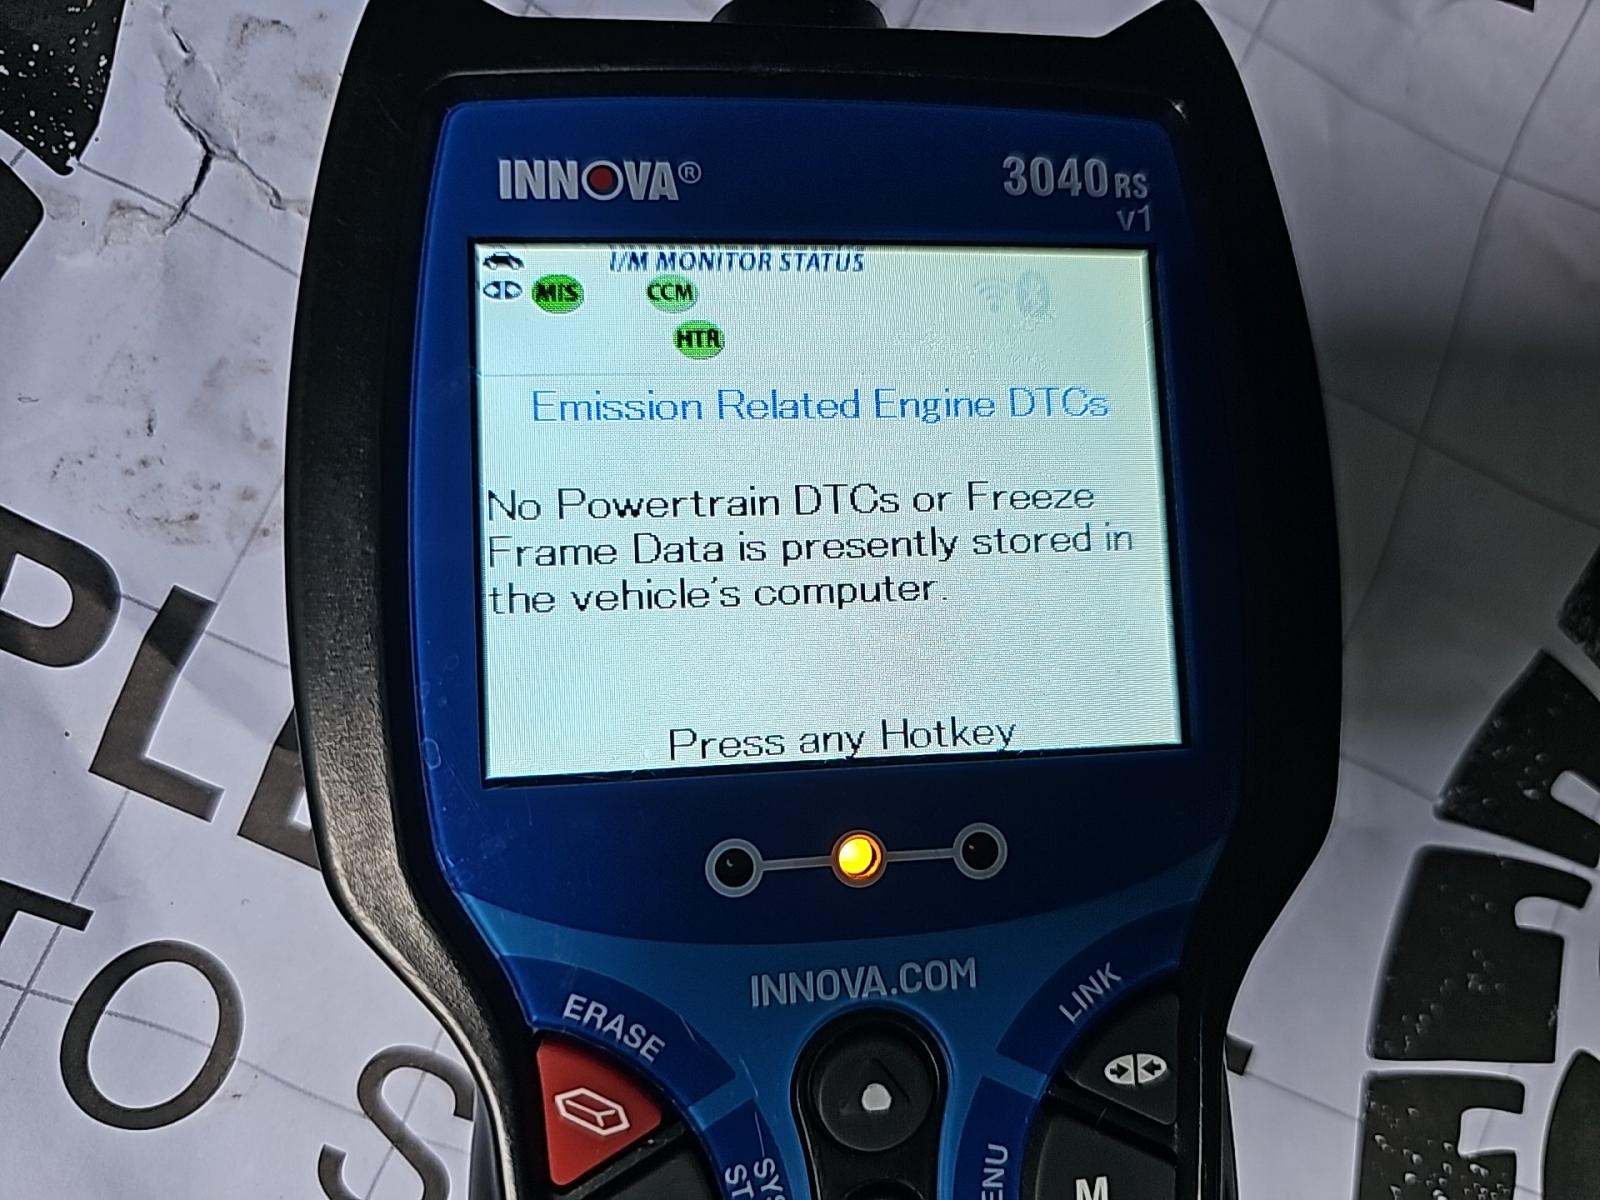 INNOVA®
3040RS
v1
I/M MONITOR STATUS
MIS CCM
HTR
Emission Related Engine DTCs
No Powertrain DTCs or Freeze
Frame Data is presently stored in
the vehicle's computer.
Press any Hotkey
INNOVA.COM
ERASE
LINK
M